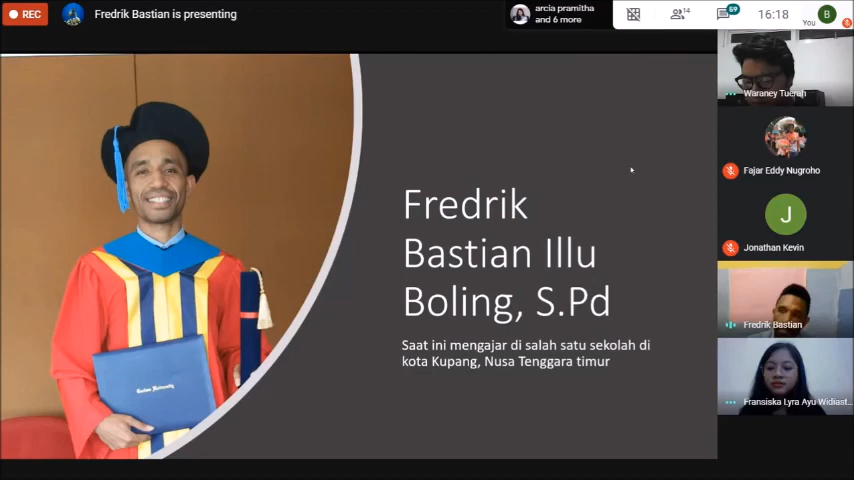 REC
Fredrik Bastian is presenting
arcia pramitha
and 6 more
14
59
16:18
You
B
Waraney Tuerah
Fajar Eddy Nugroho
J
Jonathan Kevin
Fredrik Bastian
Fransiska Lyra Ayu Widiast...
Fredrik
Bastian Illu
Boling, S.Pd
Saat ini mengajar di salah satu sekolah di
kota Kupang, Nusa Tenggara timur